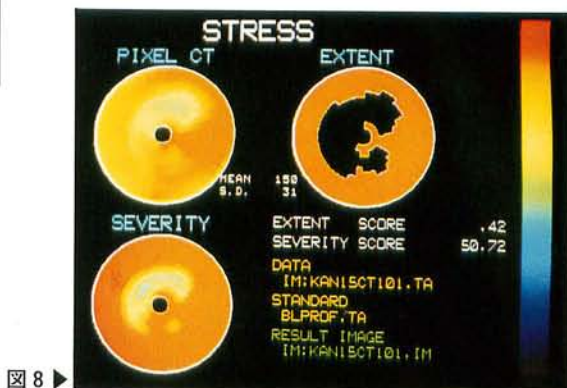 STRESS
PIXEL CT EXTENT
MEAN 150
S.D. 31
SEVERITY
EXTENT SCORE .42
SEVERITY SCORE 50.72
DATA
IM:KAN15CT101.TA
STANDARD
BLPROF.TA
RESULT IMAGE
IM:KAN15CT101.IM
図 8 ▶